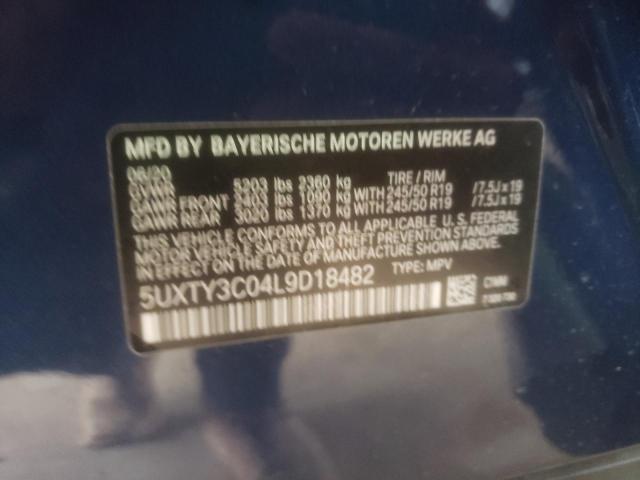 MFD BY BAYERISCHE MOTOREN WERKE AG
06/20 TIRE / RIM
GVWR 5203 lbs 2360 kg
GAWR FRONT 2403 lbs 1090 kg WITH 245/50 R19 /7.5J x 19
GAWR REAR 3020 lbs 1370 kg WITH 245/50 R19 /7.5J x 19
THIS VEHICLE CONFORMS TO ALL APPLICABLE U. S. FEDERAL
MOTOR VEHICLE SAFETY AND THEFT PREVENTION STANDARDS
IN EFFECT ON THE DATE OF MANUFACTURE SHOWN ABOVE.
5UXTY3C04L9D18482 TYPE: MPV